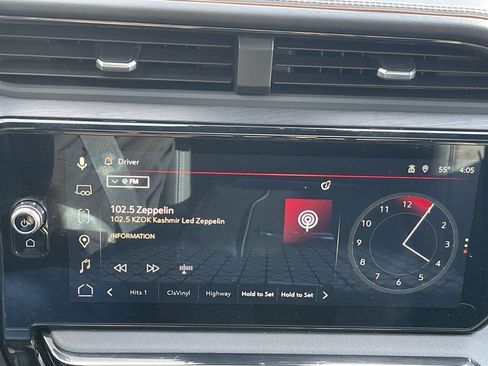 Driver
55° 4:05
FM
102.5 Zeppelin
102.5 KZOK Kashmir Led Zeppelin
INFORMATION
Hits 1 ClsVinyl Highway Hold to Set Hold to Set
12
1
2
3
4
5
6
7
8
9
10
11